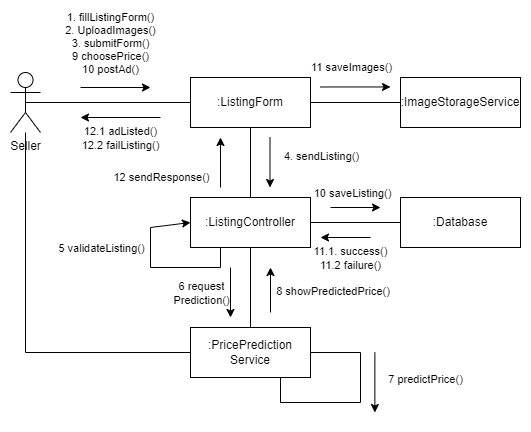 1. fillListingForm()
2. UploadImages()
3. submitForm()
9 choosePrice()
10 postAd()
11 saveImages()
:ListingForm
:ImageStorageService
Seller
12.1 adListed()
12.2 failListing()
4. sendListing()
12 sendResponse()
10 saveListing()
:ListingController
:Database
5 validateListing()
11.1. success()
11.2 failure()
6 request
Prediction()
8 showPredictedPrice()
:PricePrediction
Service
7 predictPrice()